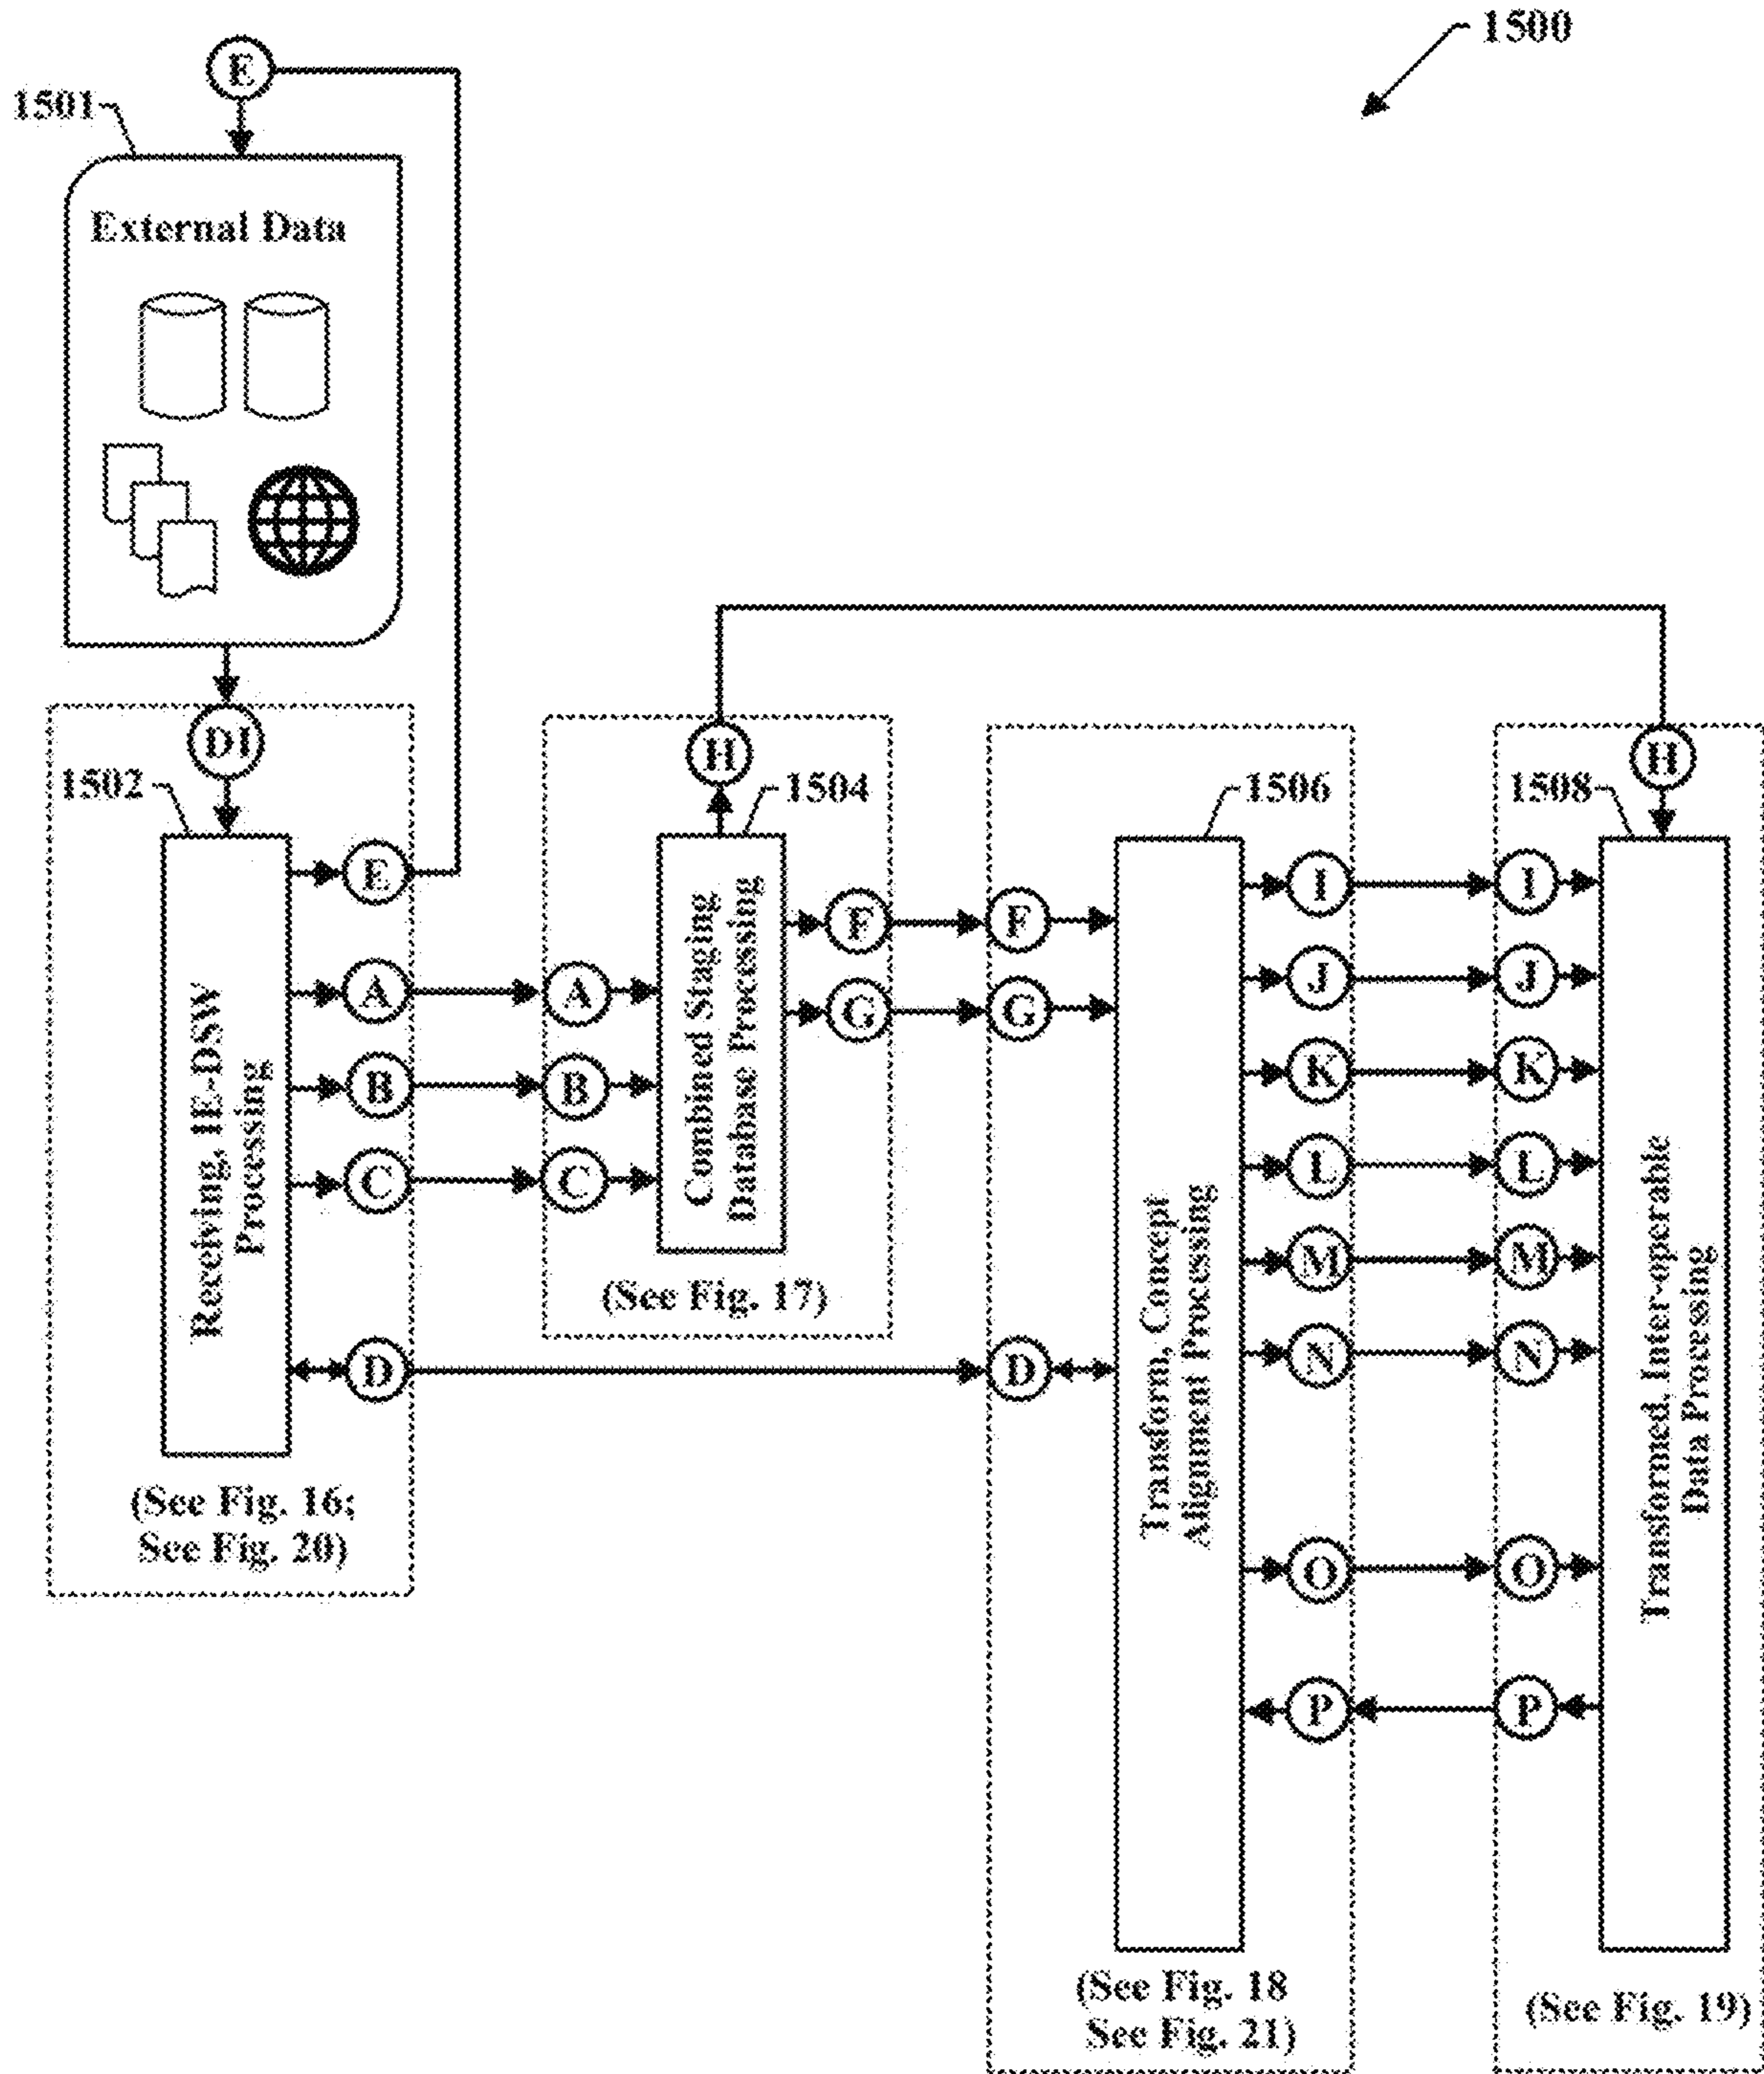 1500
E
1501
External Data
DI
H
H
1502
1504
1506
1508
E
I
I
F
F
A
A
J
J
G
G
B
B
K
K
C
C
L
L
M
M
N
N
D
D
O
O
P
P
Receiving, IE-DSW
Processing
Combined Staging
Database Processing
Transform, Concept
Alignment Processing
Transformed, Inter-operable
Data Processing
(See Fig. 17)
(See Fig. 16;
See Fig. 20)
(See Fig. 18
See Fig. 21)
(See Fig. 19)